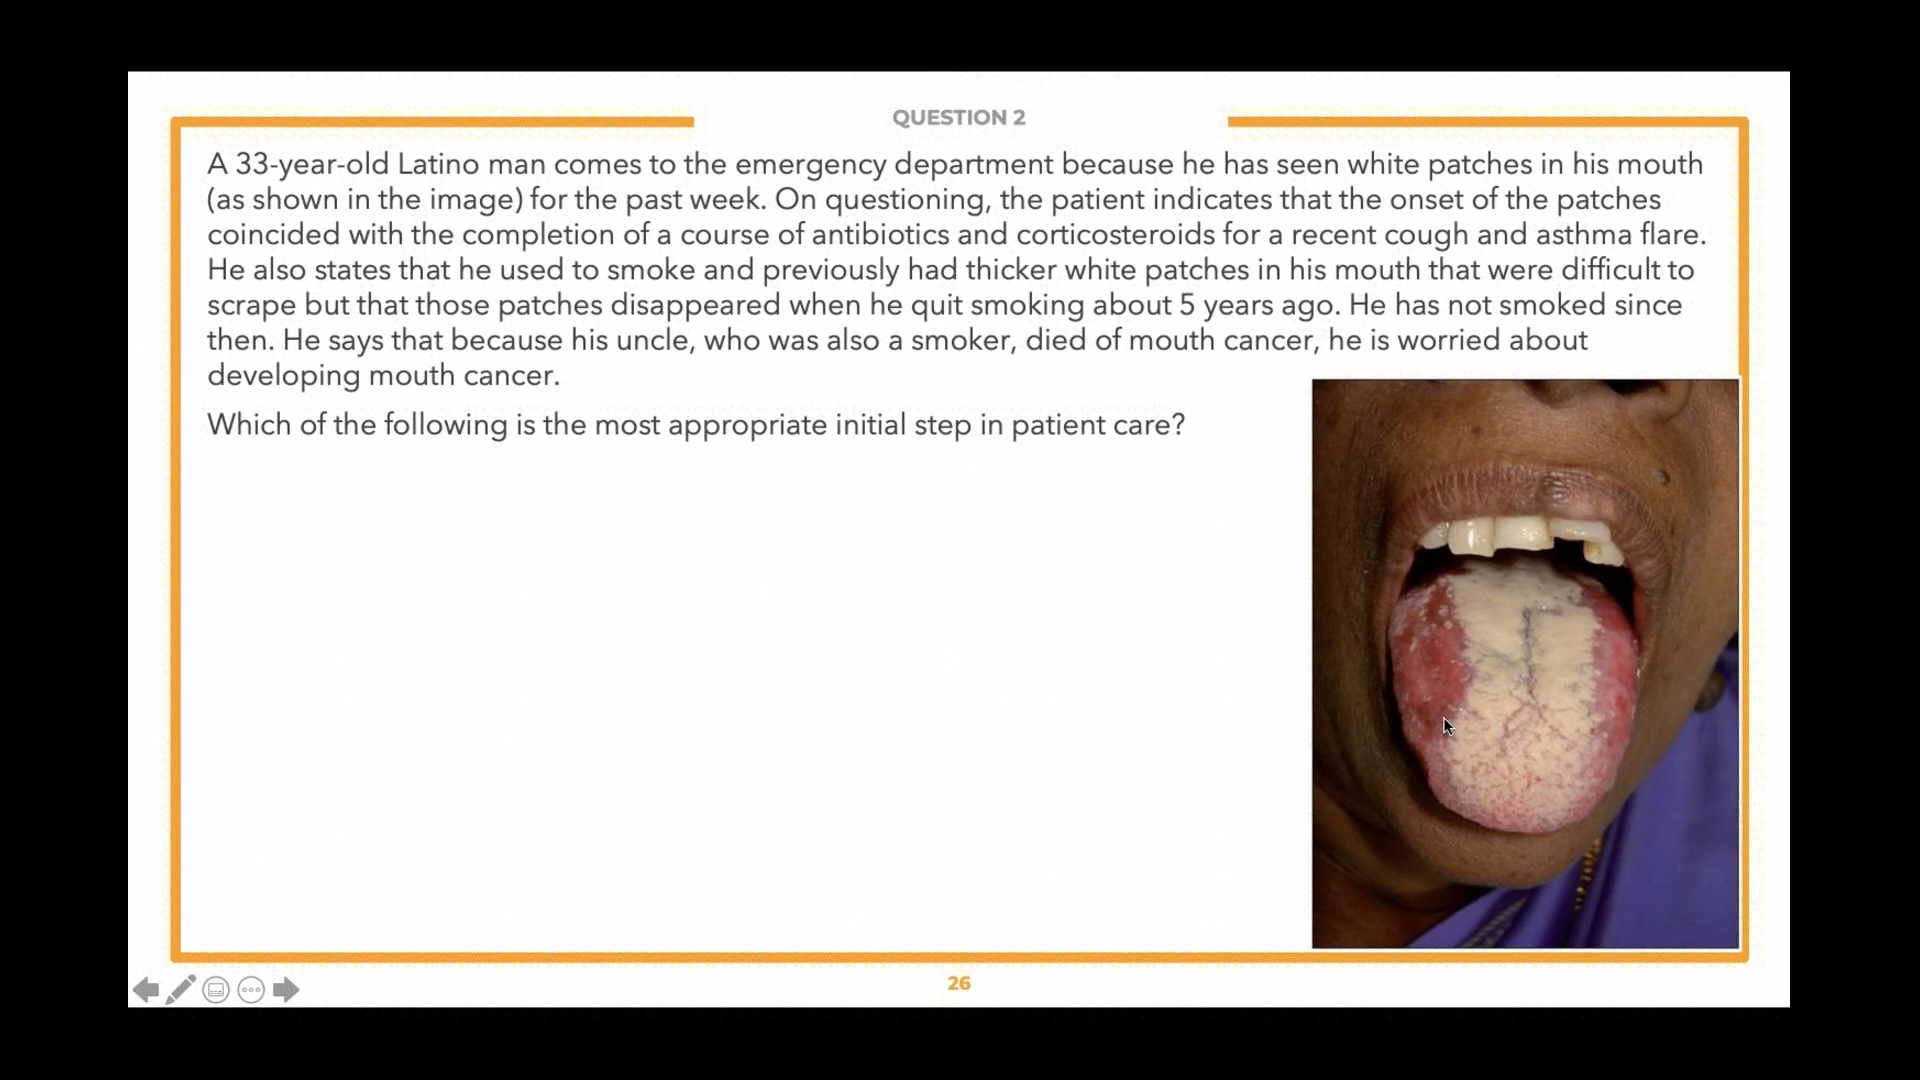 QUESTION 2
A 33-year-old Latino man comes to the emergency department because he has seen white patches in his mouth
(as shown in the image) for the past week. On questioning, the patient indicates that the onset of the patches
coincided with the completion of a course of antibiotics and corticosteroids for a recent cough and asthma flare.
He also states that he used to smoke and previously had thicker white patches in his mouth that were difficult to
scrape but that those patches disappeared when he quit smoking about 5 years ago. He has not smoked since
then. He says that because his uncle, who was also a smoker, died of mouth cancer, he is worried about
developing mouth cancer.
Which of the following is the most appropriate initial step in patient care?
26